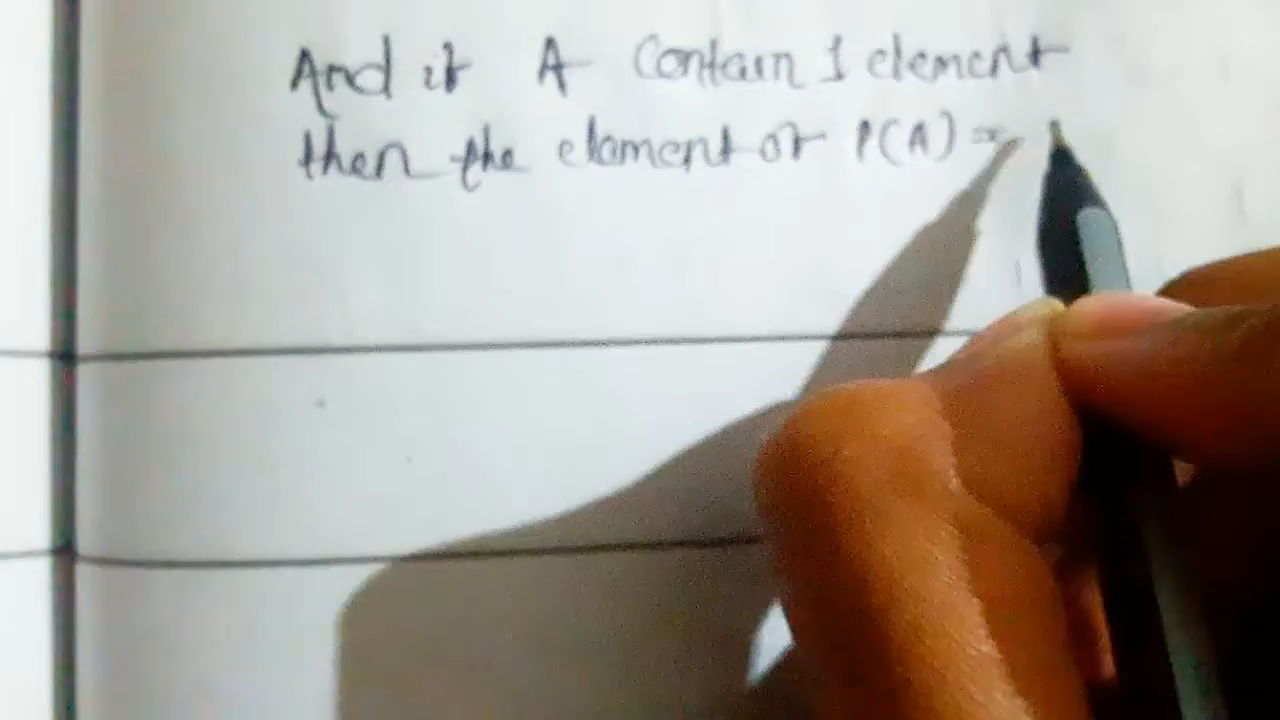 And if A Contain 1 element
then the element of P(A) =